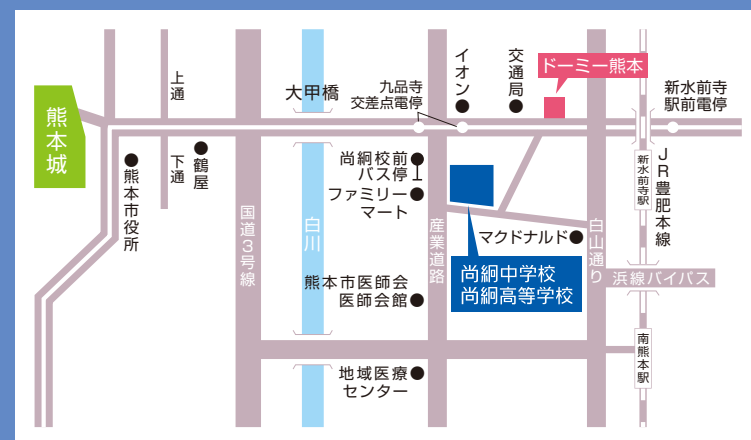 熊本城
上通
下通
鶴屋
熊本市役所
国道3号線
大甲橋
白川
九品寺
交差点電停
イオン
交通局
ドーミー熊本
新水前寺
駅前電停
尚絅校前
バス停
ファミリー
マート
産業道路
尚絅中学校
尚絅高等学校
マクドナルド
白山通り
新水前寺駅
JR豊肥本線
浜線バイパス
熊本市医師会
医師会館
地域医療
センター
南熊本駅